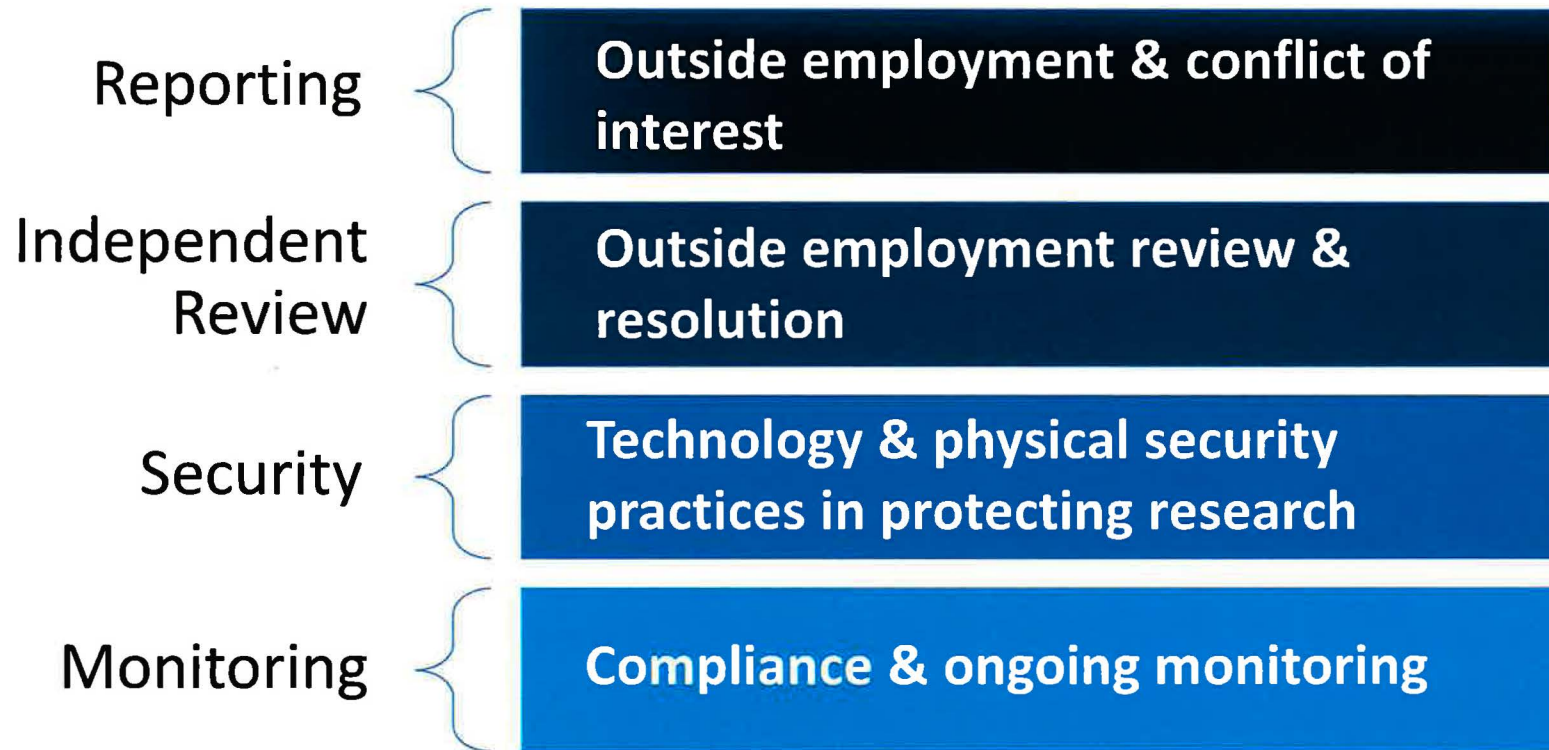 Reporting
Outside employment & conflict of
interest
Independent
Review
Outside employment review &
resolution
Security
Technology & physical security
practices in protecting research
Monitoring
Compliance & ongoing monitoring